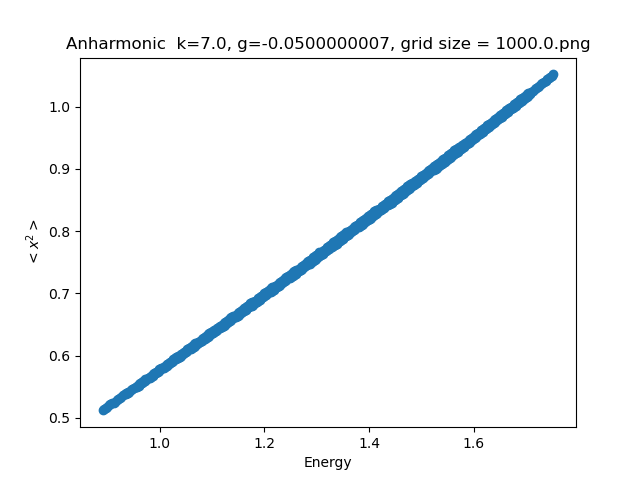 Anharmonic  k=7.0, g=-0.0500000007, grid size = 1000.0.png
< x² >
1.0
0.9
0.8
0.7
0.6
0.5
1.0 1.2 1.4 1.6
Energy